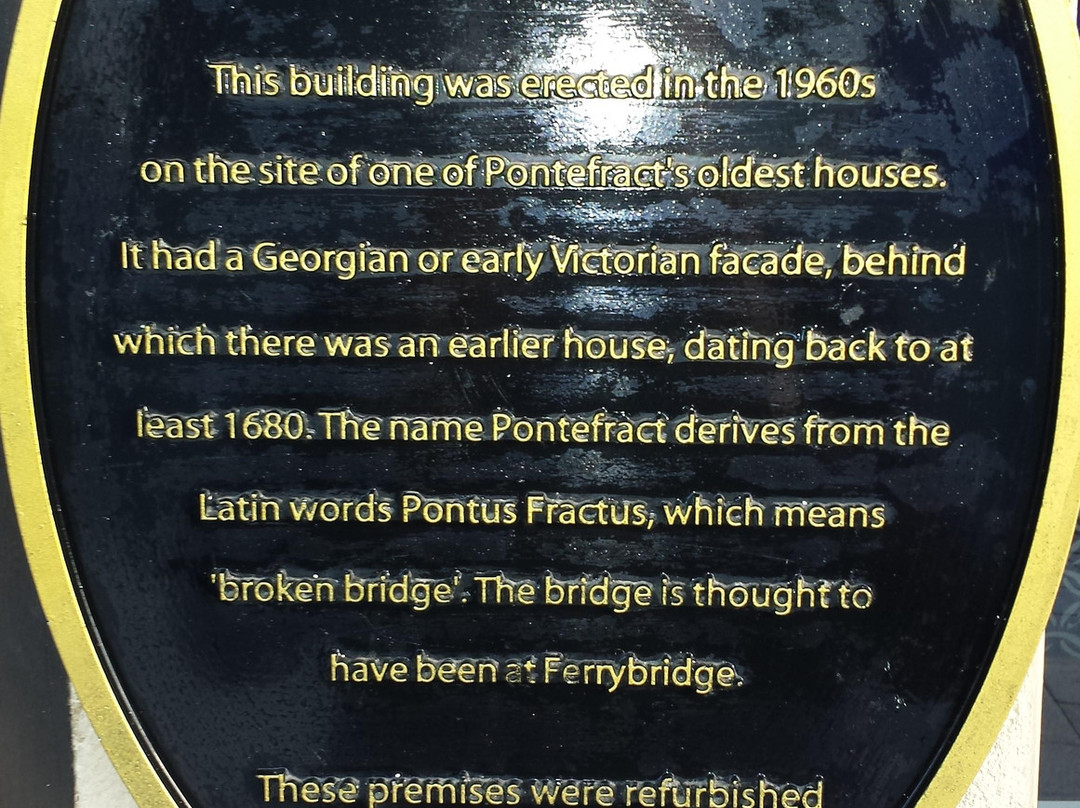 This building was erected in the 1960s
on the site of one of Pontefract's oldest houses.
It had a Georgian or early Victorian facade, behind
which there was an earlier house, dating back to at
least 1680. The name Pontefract derives from the
Latin words Pontus Fractus, which means
'broken bridge'. The bridge is thought to
have been at Ferrybridge.
These premises were refurbished